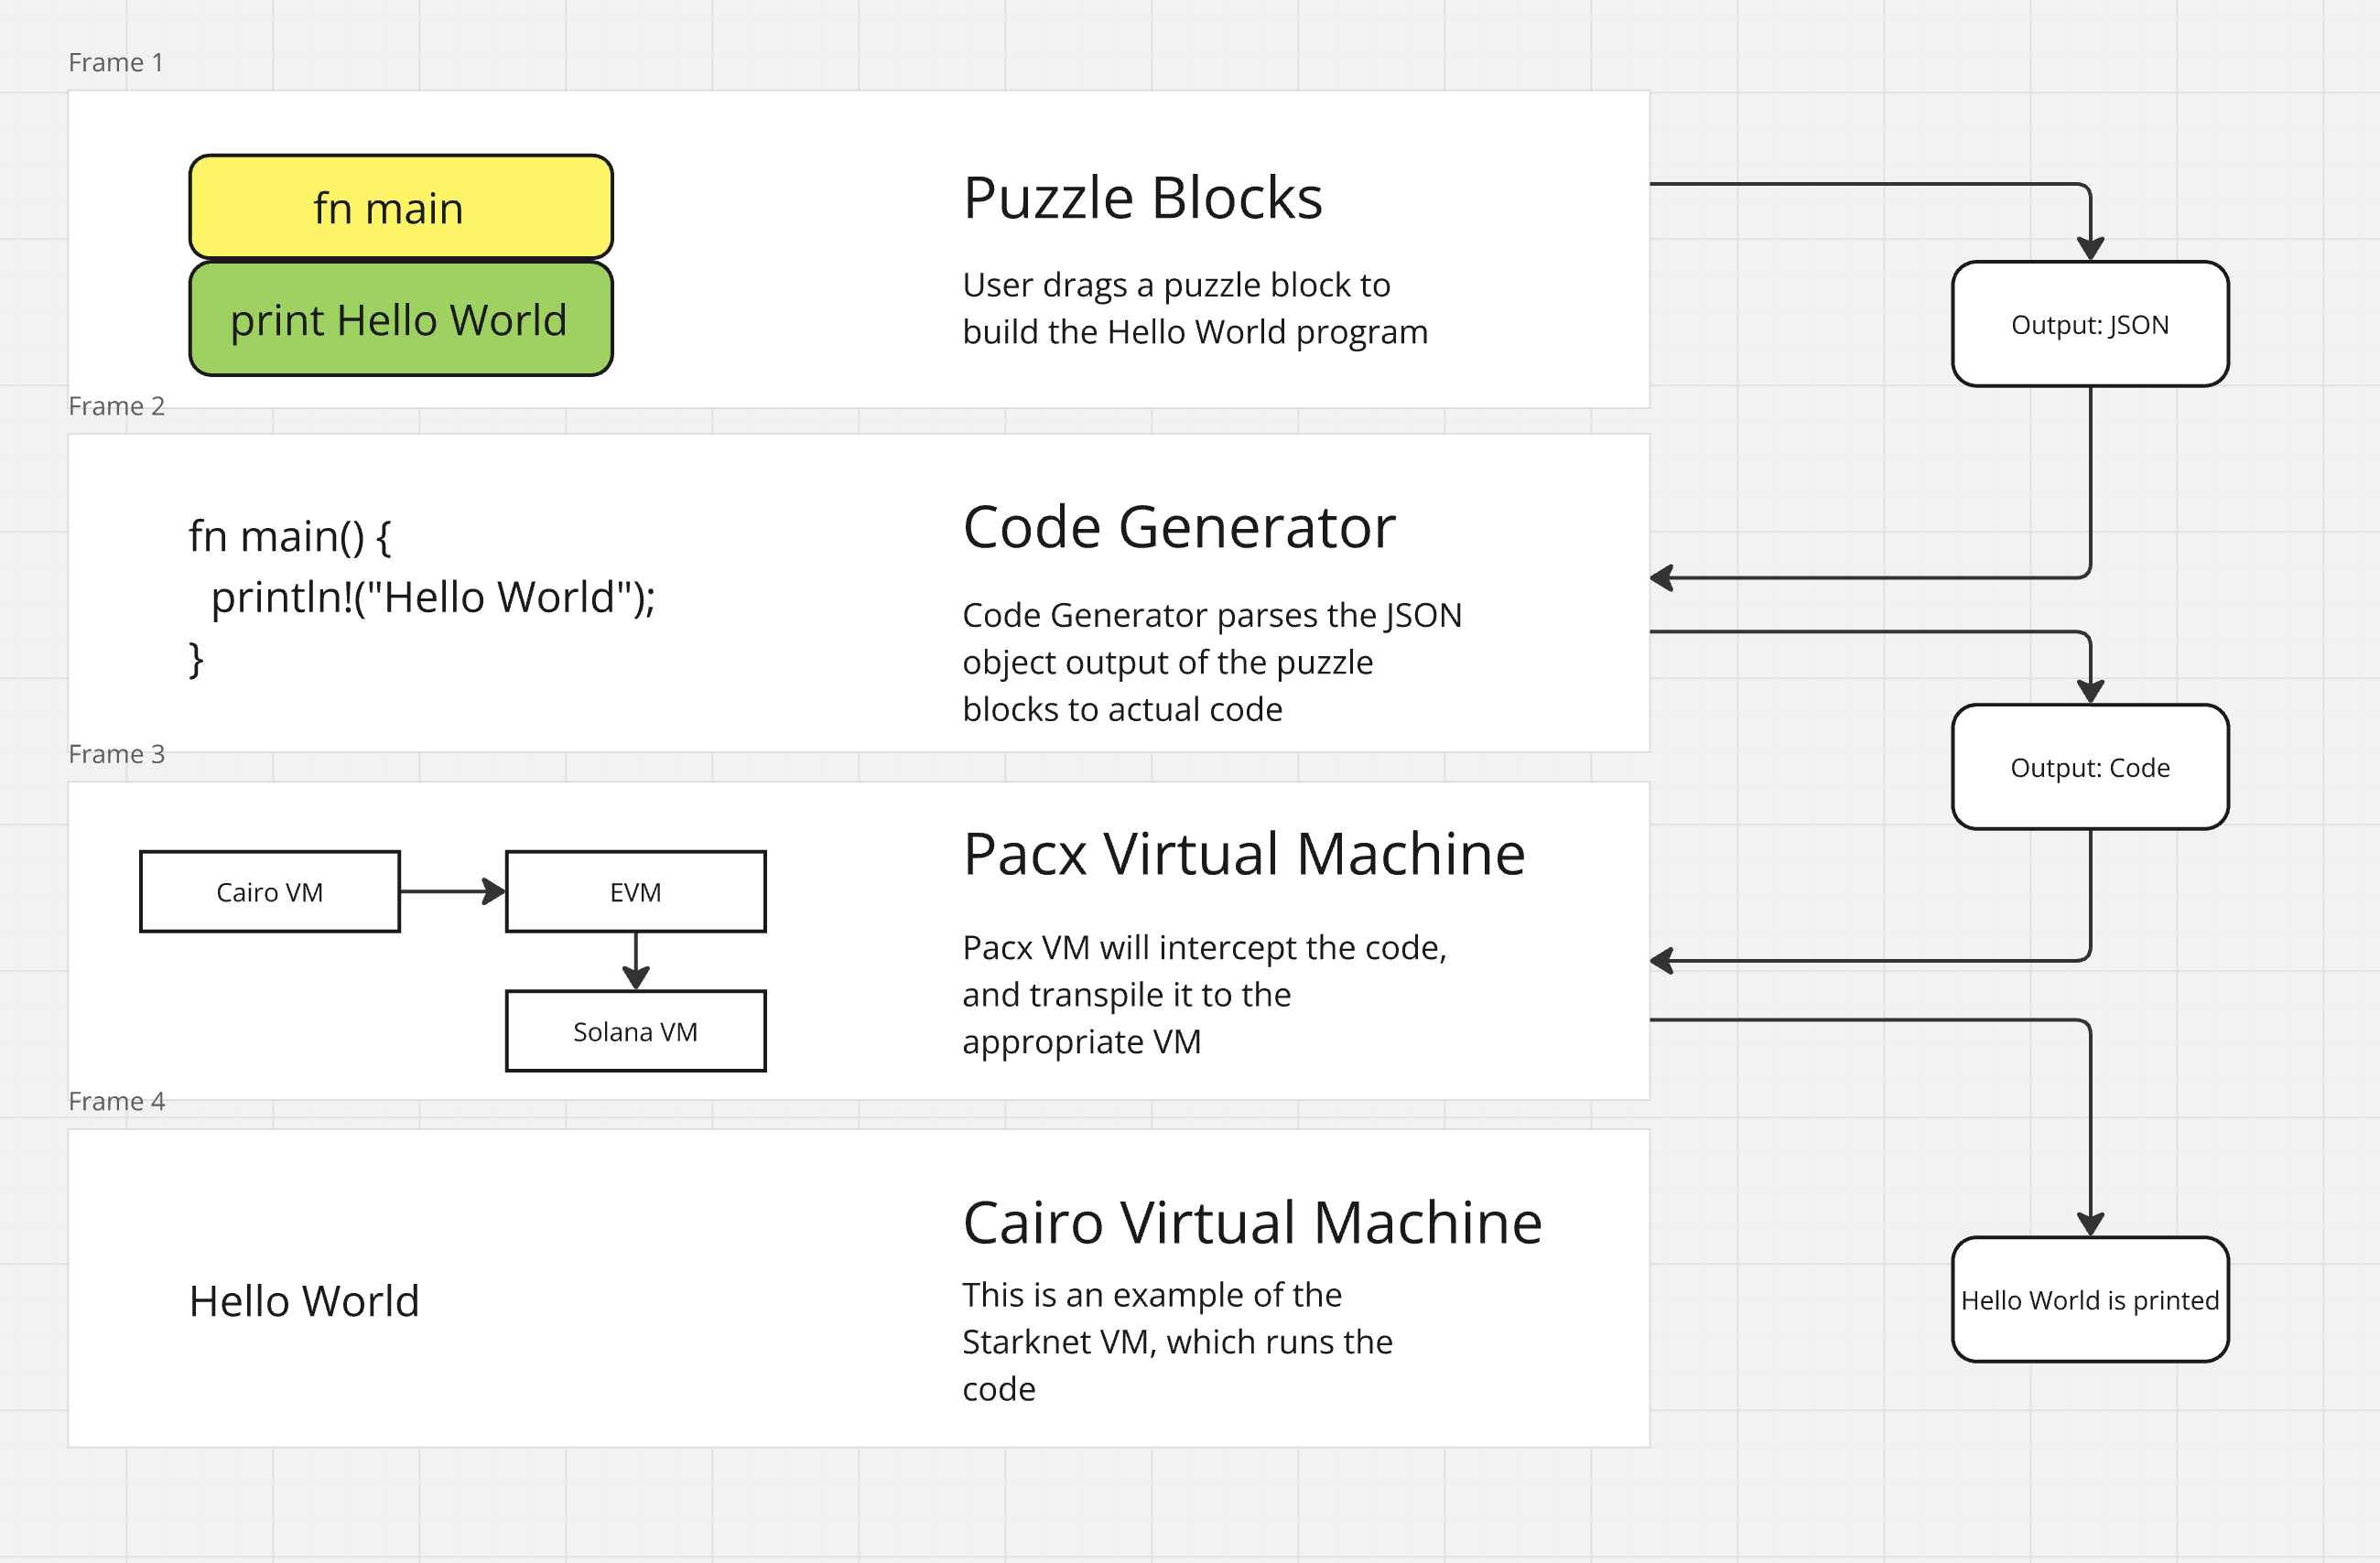 Frame 1
fn main
print Hello World
Puzzle Blocks
User drags a puzzle block to
build the Hello World program
Output: JSON
Frame 2
fn main() {
println!("Hello World");
}
Code Generator
Code Generator parses the JSON
object output of the puzzle
blocks to actual code
Output: Code
Frame 3
Cairo VM
EVM
Solana VM
Pacx Virtual Machine
Pacx VM will intercept the code,
and transpile it to the
appropriate VM
Frame 4
Hello World
Cairo Virtual Machine
This is an example of the
Starknet VM, which runs the
code
Hello World is printed